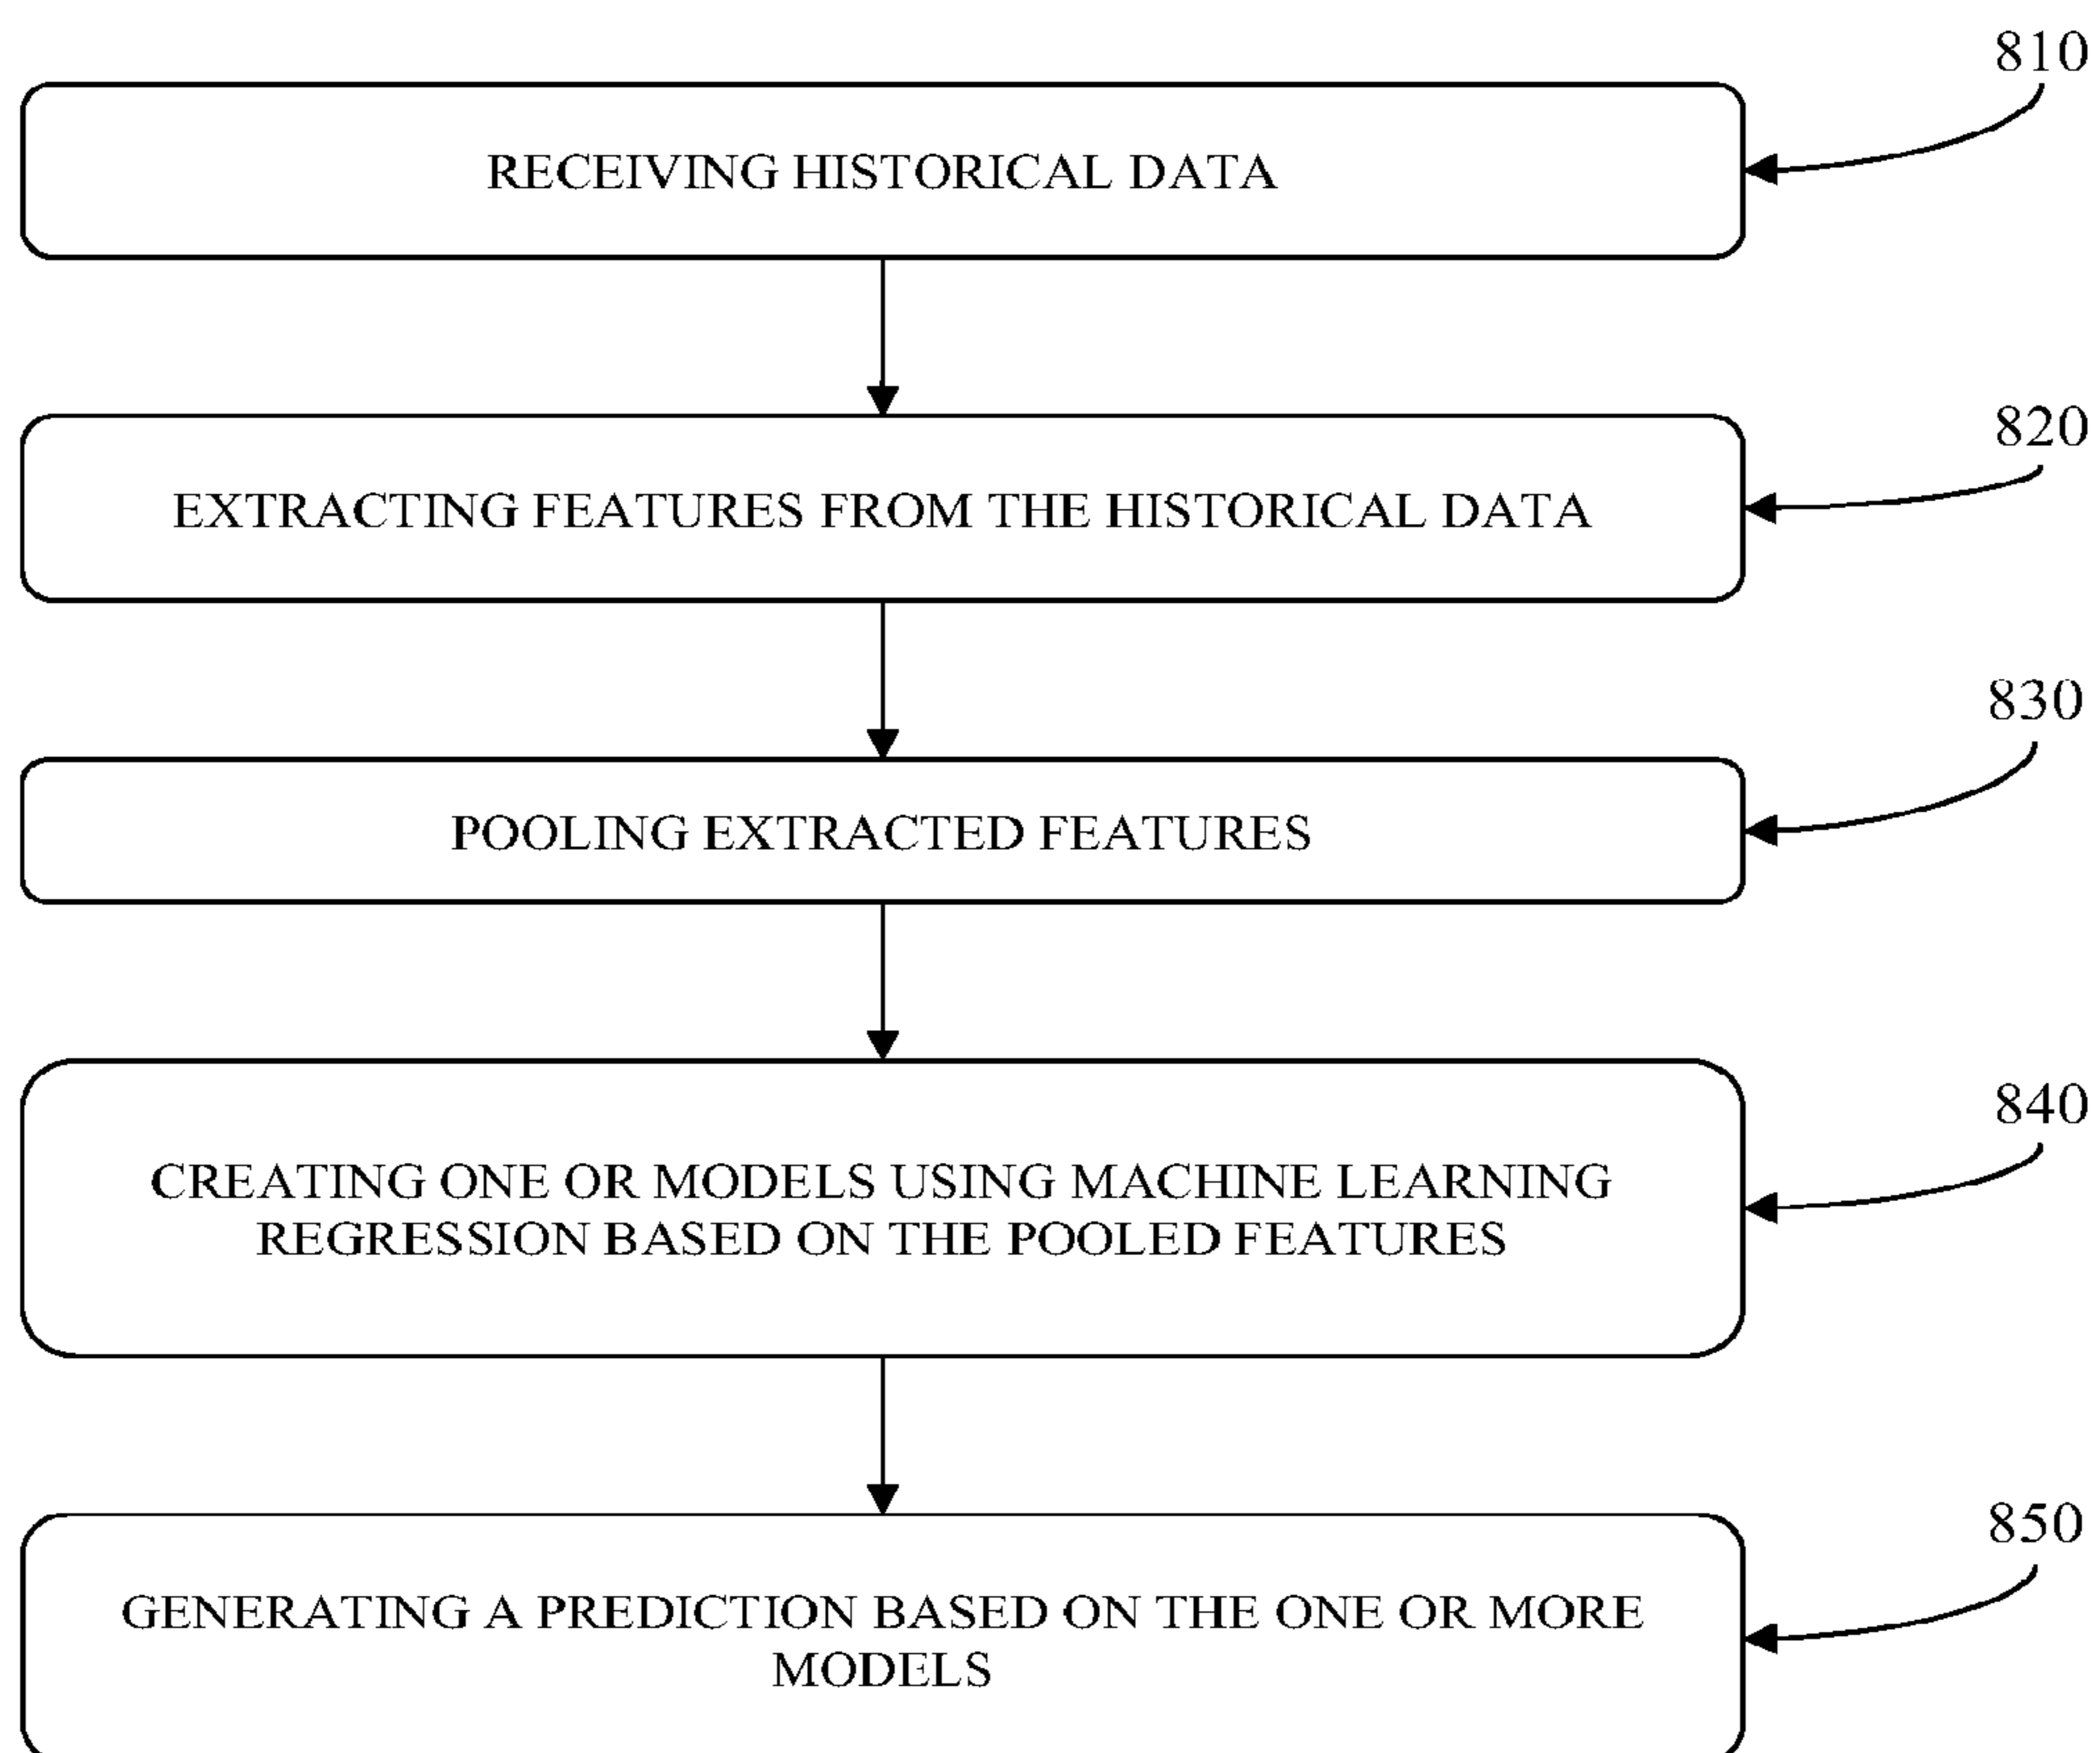 810
RECEIVING HISTORICAL DATA
820
EXTRACTING FEATURES FROM THE HISTORICAL DATA
830
POOLING EXTRACTED FEATURES
840
CREATING ONE OR MODELS USING MACHINE LEARNING
REGRESSION BASED ON THE POOLED FEATURES
850
GENERATING A PREDICTION BASED ON THE ONE OR MORE
MODELS